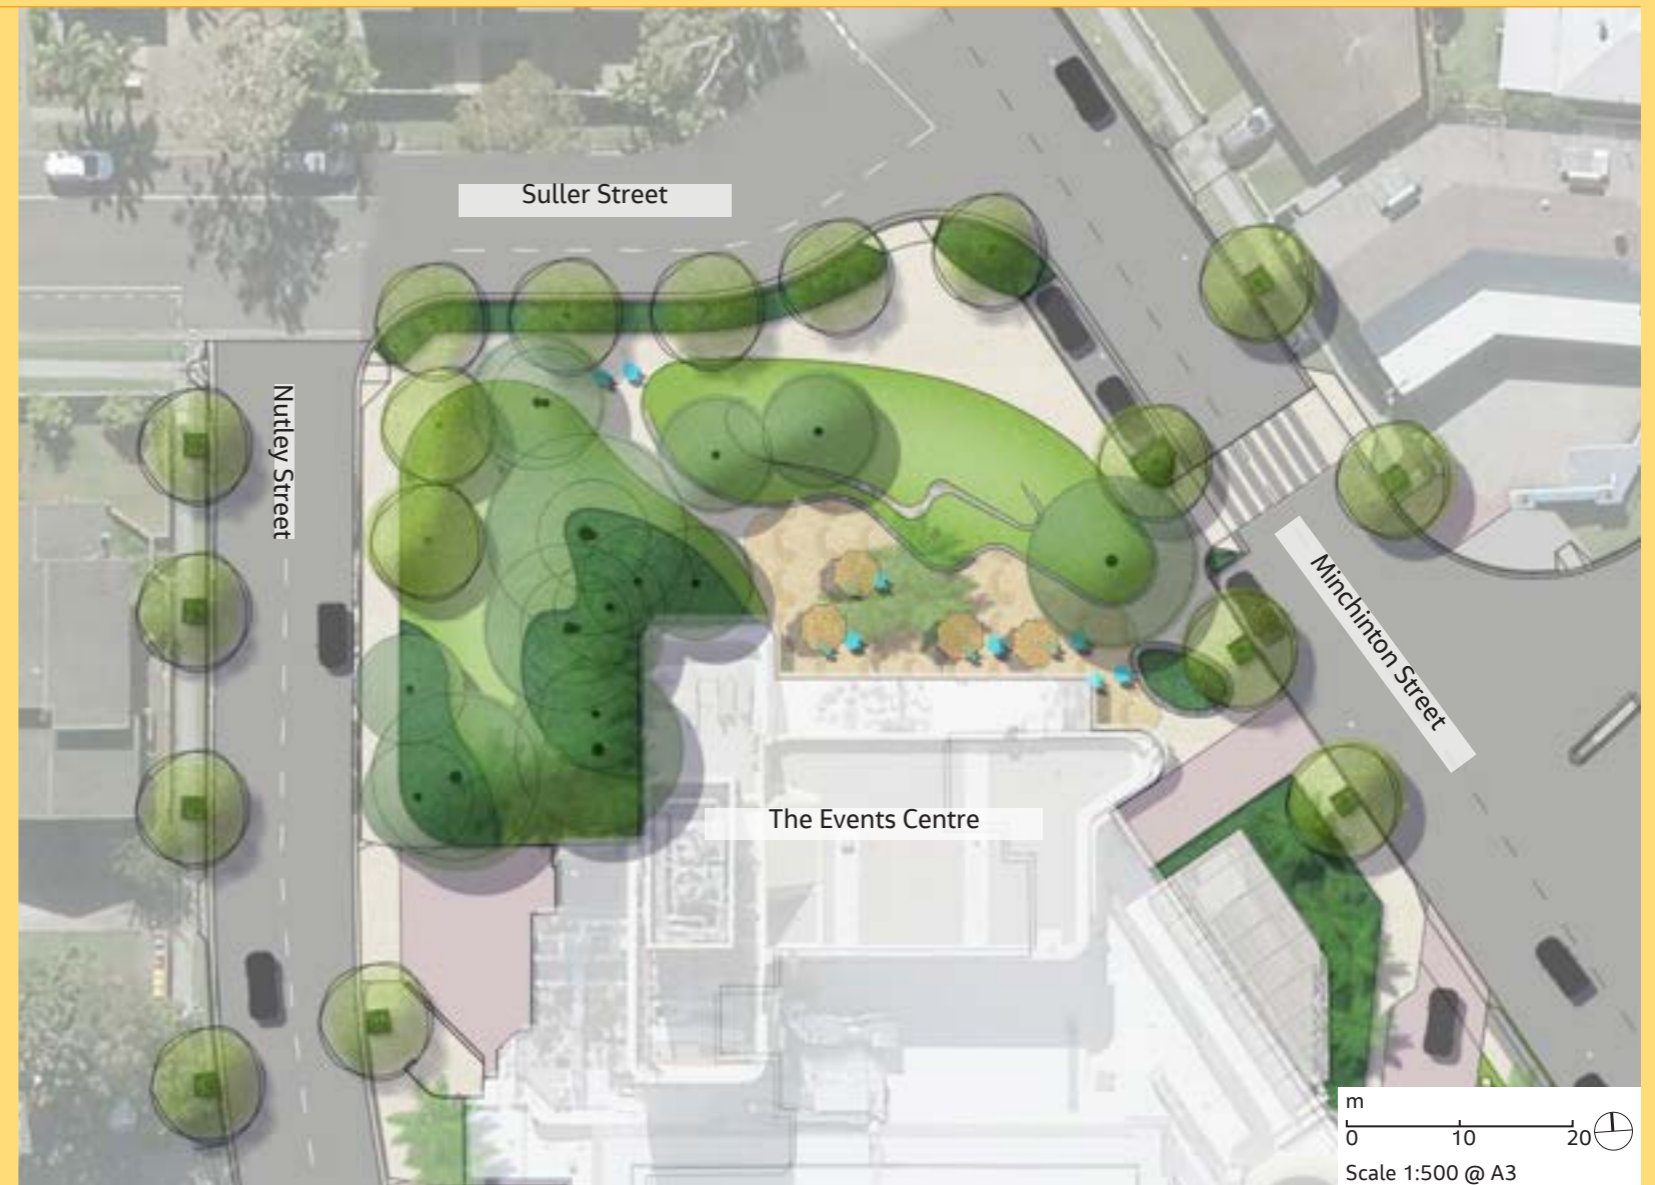 Suller Street
Nutley Street
Minchinton Street
The Events Centre
m
0 10 20
Scale 1:500 @ A3